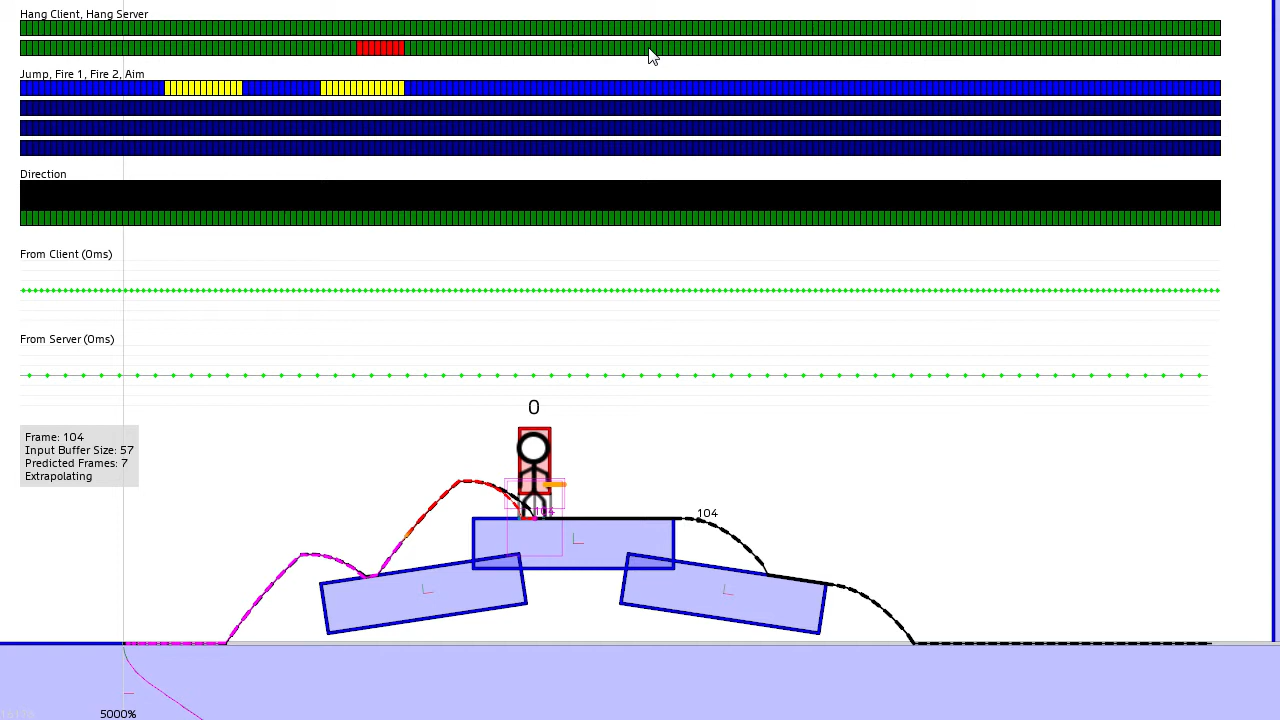 Hang Client, Hang Server
Jump, Fire 1, Fire 2, Aim
Direction
From Client (0ms)
From Server (0ms)
0
Frame: 104
Input Buffer Size: 57
Predicted Frames: 7
Extrapolating
104
104
5000%